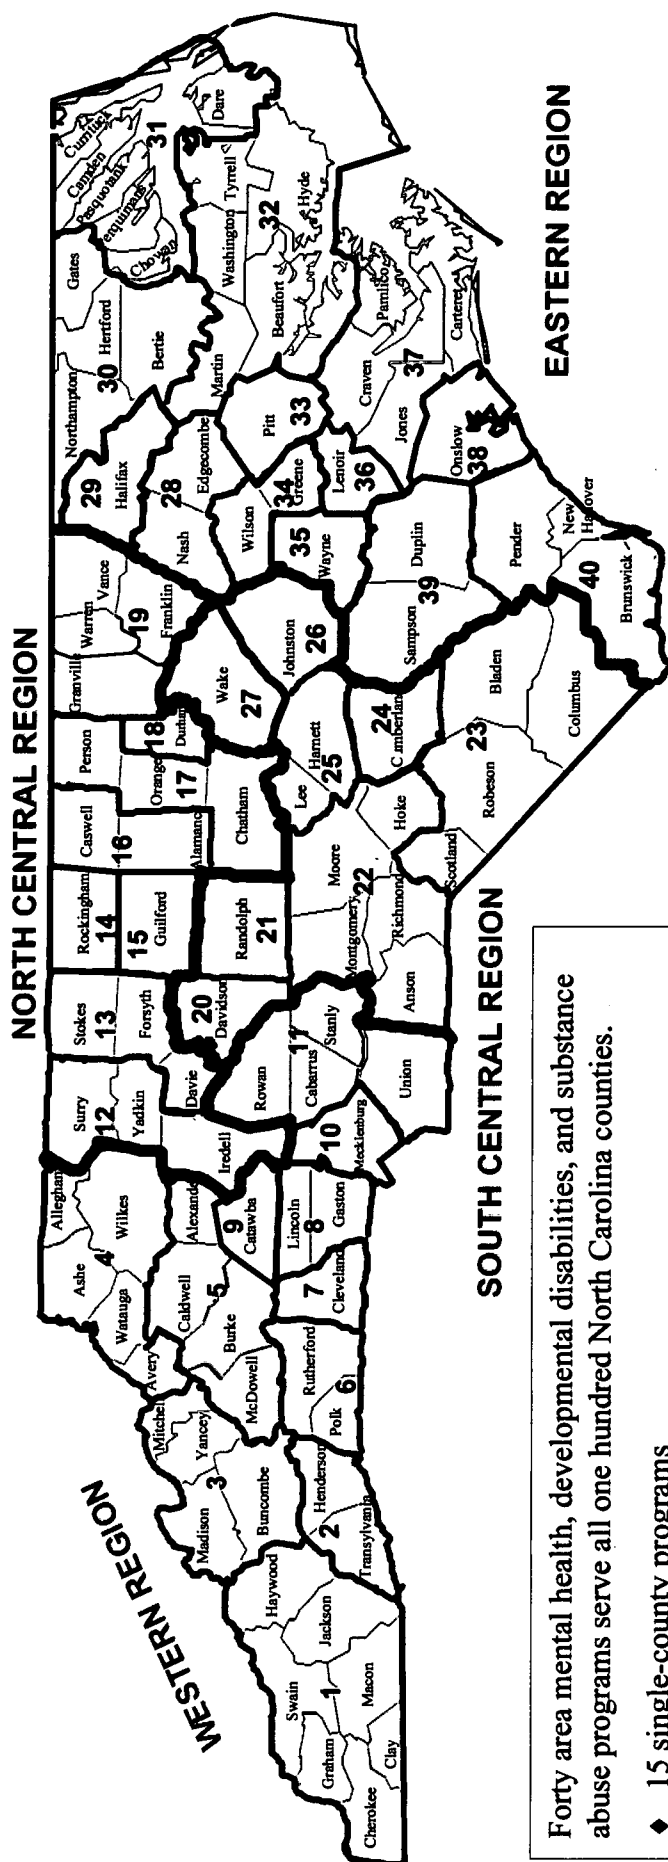 NORTH CENTRAL REGION
WESTERN REGION
SOUTH CENTRAL REGION
EASTERN REGION
Cherokee
Graham
Clay
Swain
1
Macon
Jackson
Haywood
2
Transylvania
Henderson
Madison
3
Buncombe
Yancey
Mitchell
Avery
Watauga
Ashe
4
Alleghan
Wilkes
Caldwell
5
Burke
McDowell
Alexande
Polk
6
Rutherford
7
Cleveland
Lincoln
8
Gaston
9
Catawba
10
Mecklenburg
Union
Rowan
11
Cabarrus
Stanly
Surry
12
Yadkin
Iredell
Davie
Stokes
13
Forsyth
Rockingham
14
15
Guilford
Caswell
16
Alamanc
Person
Orange
17
Chatham
18
Durham
Granville
Warren
Vance
19
Franklin
20
Davidson
Randolph
21
Moore
Montgomery
22
Richmond
Anson
Hoke
Scotland
Robeson
23
Bladen
Columbus
24
Cumberland
Lee
Harnett
25
Johnston
26
Wake
27
Nash
28
Edgecombe
29
Halifax
Northampton
30
Hertford
Gates
Bertie
Currituck
Camden
Pasquotank
erquimans
Chowan
31
Dare
Martin
Washington
Tyrrell
Beaufort
32
Hyde
Pitt
33
Wilson
34
Greene
35
Wayne
Lenoir
36
Craven
Jones
Pamlico
37
Carteret
Onslow
38
Sampson
39
Duplin
Pender
New
Hanover
40
Brunswick
Forty area mental health, developmental disabilities, and substance
abuse programs serve all one hundred North Carolina counties.
♦ 15 single-county programs